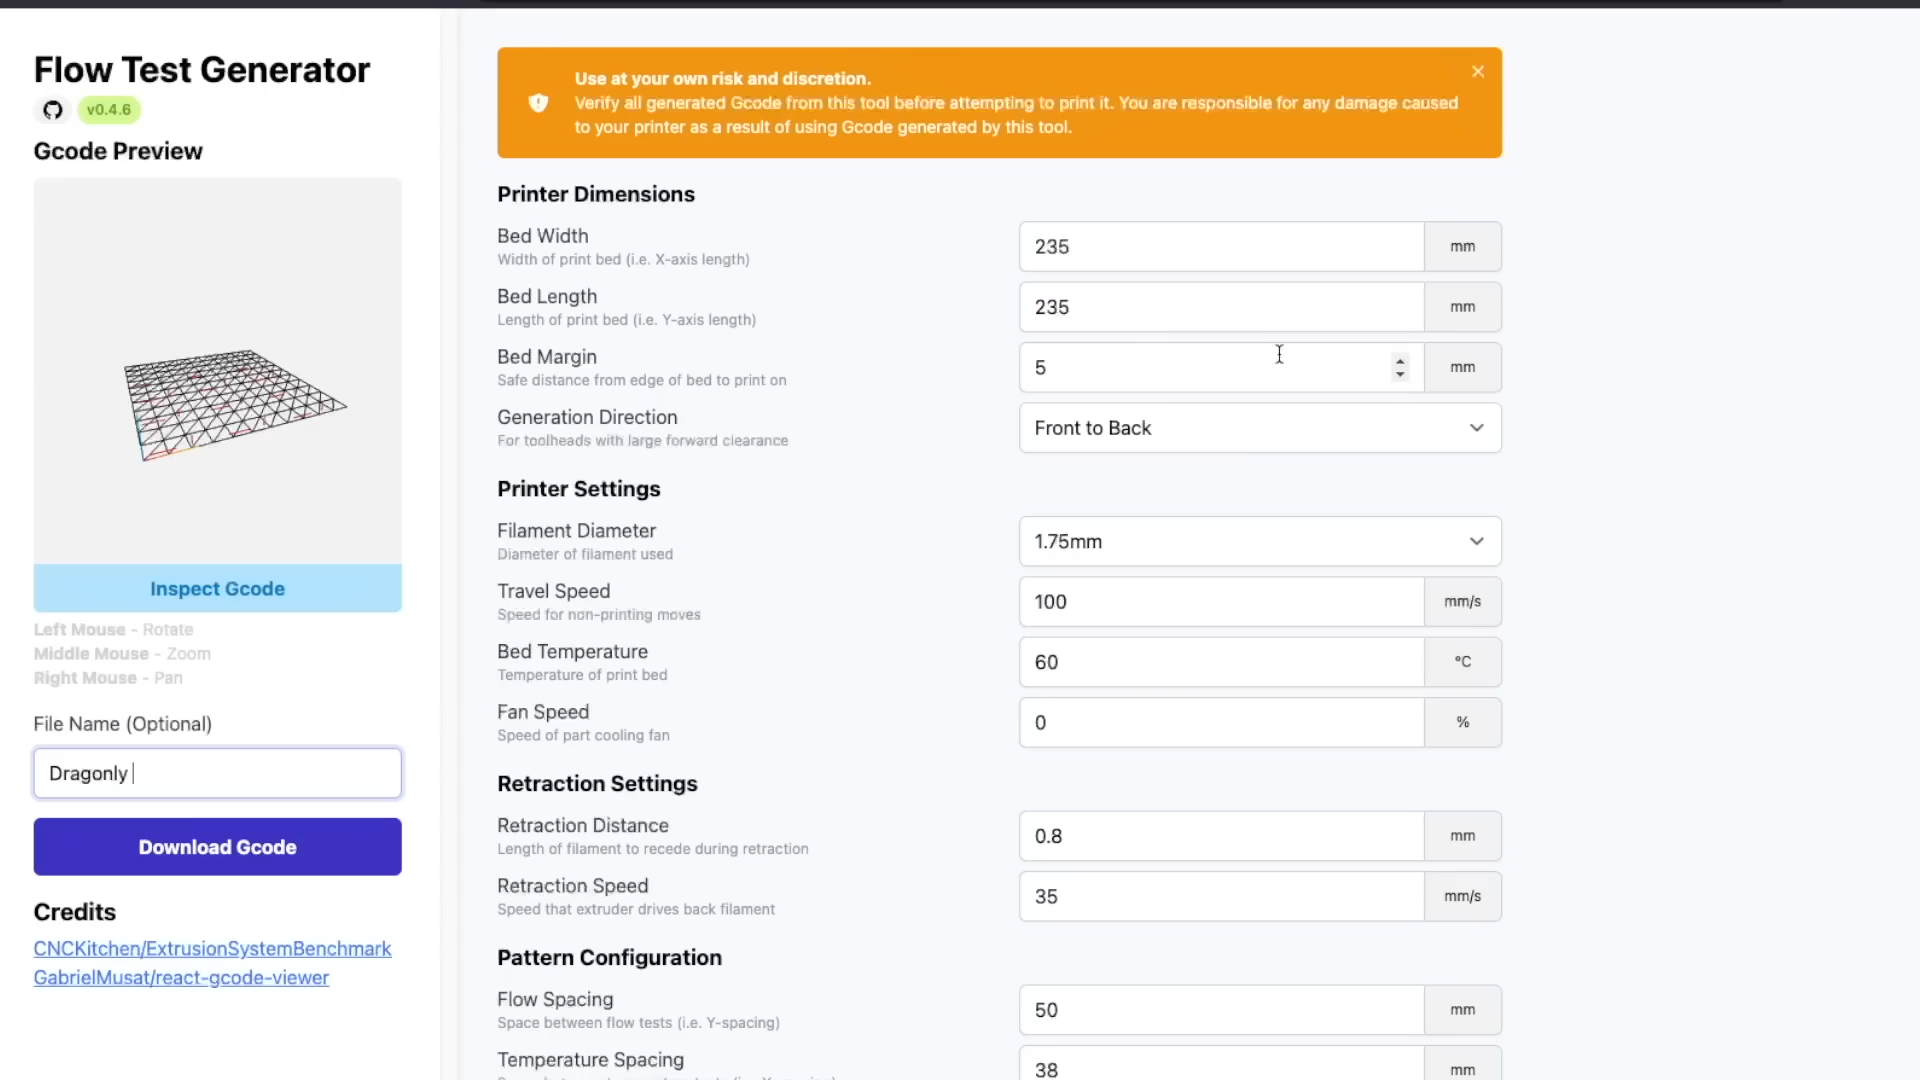 Flow Test Generator
v0.4.6
Gcode Preview
Inspect Gcode
Left Mouse - Rotate
Middle Mouse - Zoom
Right Mouse - Pan
File Name (Optional)
Dragonly
Download Gcode
Credits
CNCKitchen/ExtrusionSystemBenchmark
GabrielMusat/react-gcode-viewer
Use at your own risk and discretion.
Verify all generated Gcode from this tool before attempting to print it. You are responsible for any damage caused
to your printer as a result of using Gcode generated by this tool.
Printer Dimensions
Bed Width
Width of print bed (i.e. X-axis length)
235 mm
Bed Length
Length of print bed (i.e. Y-axis length)
235 mm
Bed Margin
Safe distance from edge of bed to print on
5 mm
Generation Direction
For toolheads with large forward clearance
Front to Back
Printer Settings
Filament Diameter
Diameter of filament used
1.75mm
Travel Speed
Speed for non-printing moves
100 mm/s
Bed Temperature
Temperature of print bed
60 °C
Fan Speed
Speed of part cooling fan
0 %
Retraction Settings
Retraction Distance
Length of filament to recede during retraction
0.8 mm
Retraction Speed
Speed that extruder drives back filament
35 mm/s
Pattern Configuration
Flow Spacing
Space between flow tests (i.e. Y-spacing)
50 mm
Temperature Spacing
38 mm